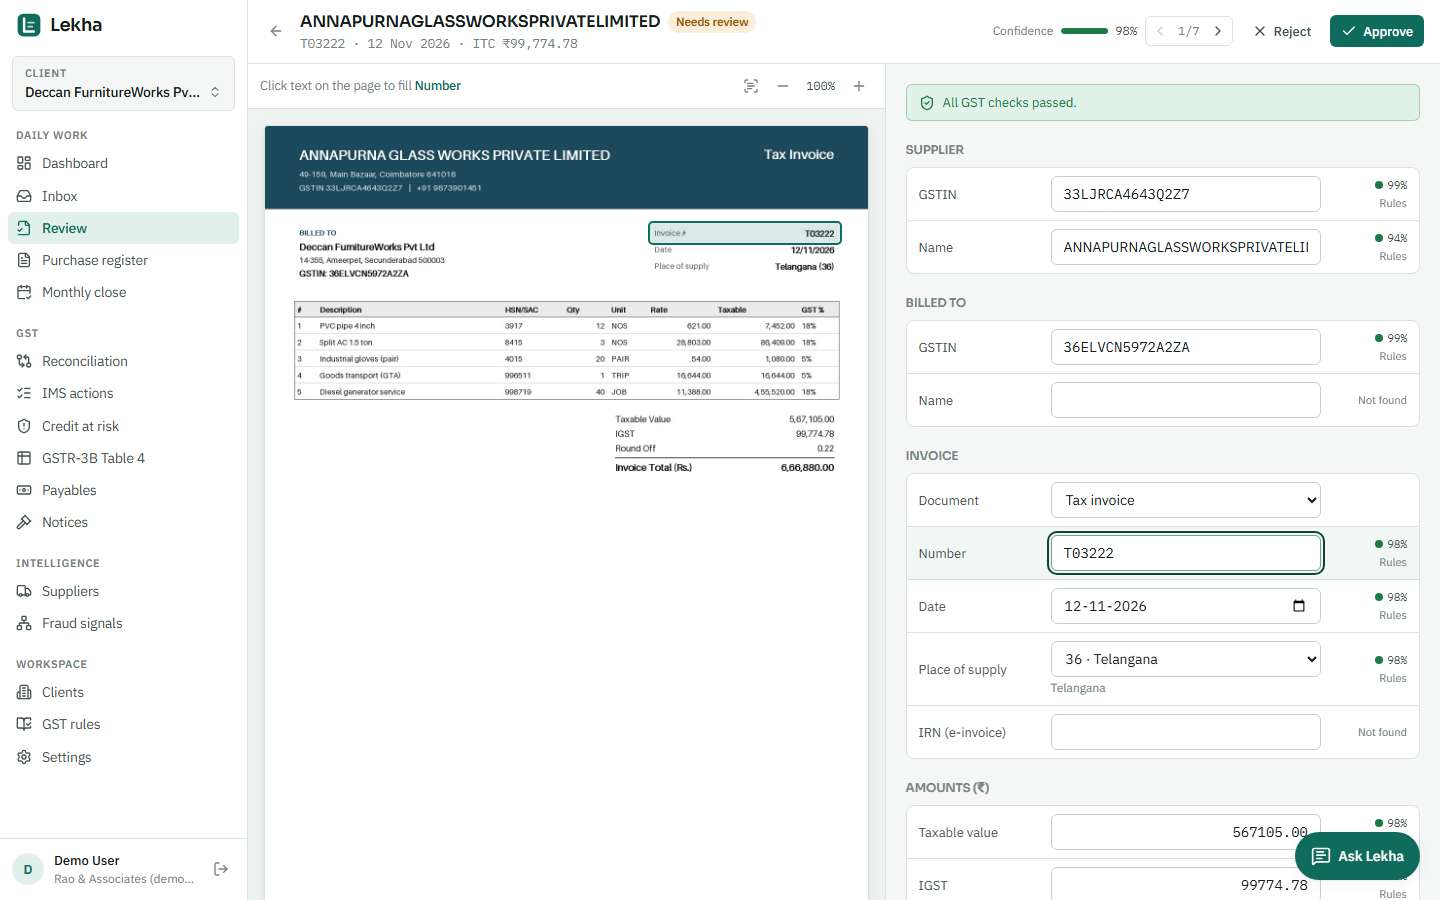 Lekha
CLIENT
Deccan FurnitureWorks Pv...
DAILY WORK
Dashboard
Inbox
Review
Purchase register
Monthly close
GST
Reconciliation
IMS actions
Credit at risk
GSTR-3B Table 4
Payables
Notices
INTELLIGENCE
Suppliers
Fraud signals
WORKSPACE
Clients
GST rules
Settings
D
Demo User
Rao & Associates (demo...
ANNAPURNAGLASSWORKSPRIVATELIMITED Needs review
T03222 · 12 Nov 2026 · ITC ₹99,774.78
Confidence 98% 1/7 Reject Approve
Click text on the page to fill Number 100%
ANNAPURNA GLASS WORKS PRIVATE LIMITED Tax Invoice
49-159, Main Bazaar, Coimbatore 641018
GSTIN 33LJRCA4643Q2Z7 | +91 9873901451
BILLED TO
Deccan FurnitureWorks Pvt Ltd
14-355, Ameerpet, Secunderabad 500003
GSTIN: 36ELVCN5972A2ZA
Invoice # T03222
Date 12/11/2026
Place of supply Telangana (36)
# Description HSN/SAC Qty Unit Rate Taxable GST %
1 PVC pipe 4 inch 3917 12 NOS 621.00 7,452.00 18%
2 Split AC 1.5 ton 8415 3 NOS 28,803.00 86,409.00 18%
3 Industrial gloves (pair) 4015 20 PAIR 54.00 1,080.00 5%
4 Goods transport (GTA) 996511 1 TRIP 16,644.00 16,644.00 5%
5 Diesel generator service 998719 40 JOB 11,388.00 4,55,520.00 18%
Taxable Value 5,67,105.00
IGST 99,774.78
Round Off 0.22
Invoice Total (Rs.) 6,66,880.00
All GST checks passed.
SUPPLIER
GSTIN 33LJRCA4643Q2Z7 99%
Rules
Name ANNAPURNAGLASSWORKSPRIVATELI 94%
Rules
BILLED TO
GSTIN 36ELVCN5972A2ZA 99%
Rules
Name Not found
INVOICE
Document Tax invoice
Number T03222 98%
Rules
Date 12-11-2026 98%
Rules
Place of supply 36 · Telangana 98%
Rules
Telangana
IRN (e-invoice) Not found
AMOUNTS (₹)
Taxable value 567105.00 98%
Ask Lekha
IGST 99774.78
Rules